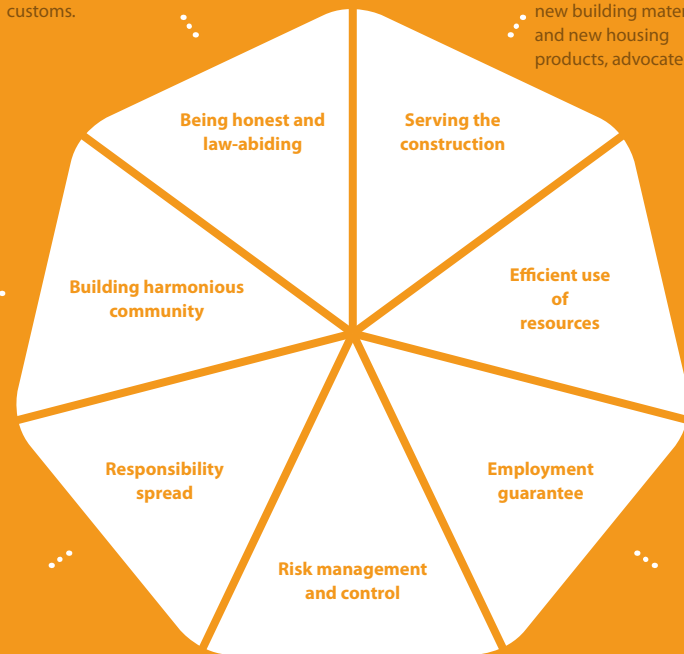 customs.
new building mater
and new housing
products, advocate
Being honest and
law-abiding
Serving the
construction
Building harmonious
community
Efficient use
of
resources
Responsibility
spread
Employment
guarantee
Risk management
and control